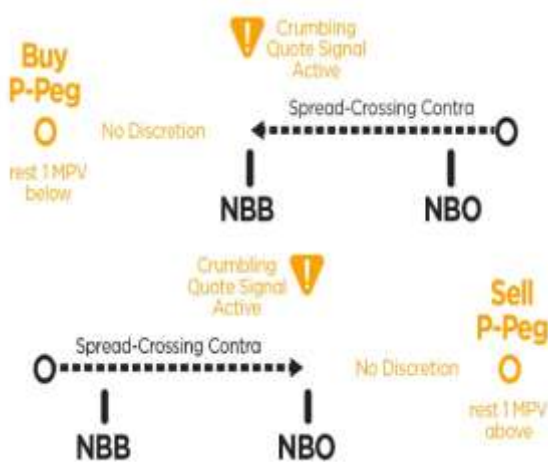 Crumbling
Quote Signal
Active
Buy
P-Peg
No Discretion
Spread-Crossing Contra
rest 1 MPV
below
NBB
NBO
Crumbling
Quote Signal
Active
Sell
P-Peg
Spread-Crossing Contra
No Discretion
rest 1 MPV
above
NBB
NBO